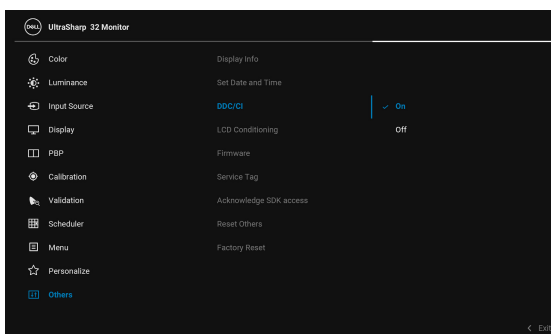 DELL UltraSharp 32 Monitor
Color Display Info
Luminance Set Date and Time
Input Source DDC/CI On
Display LCD Conditioning Off
PBP Firmware
Calibration Service Tag
Validation Acknowledge SDK access
Scheduler Reset Others
Menu Factory Reset
Personalize
Others
Exit